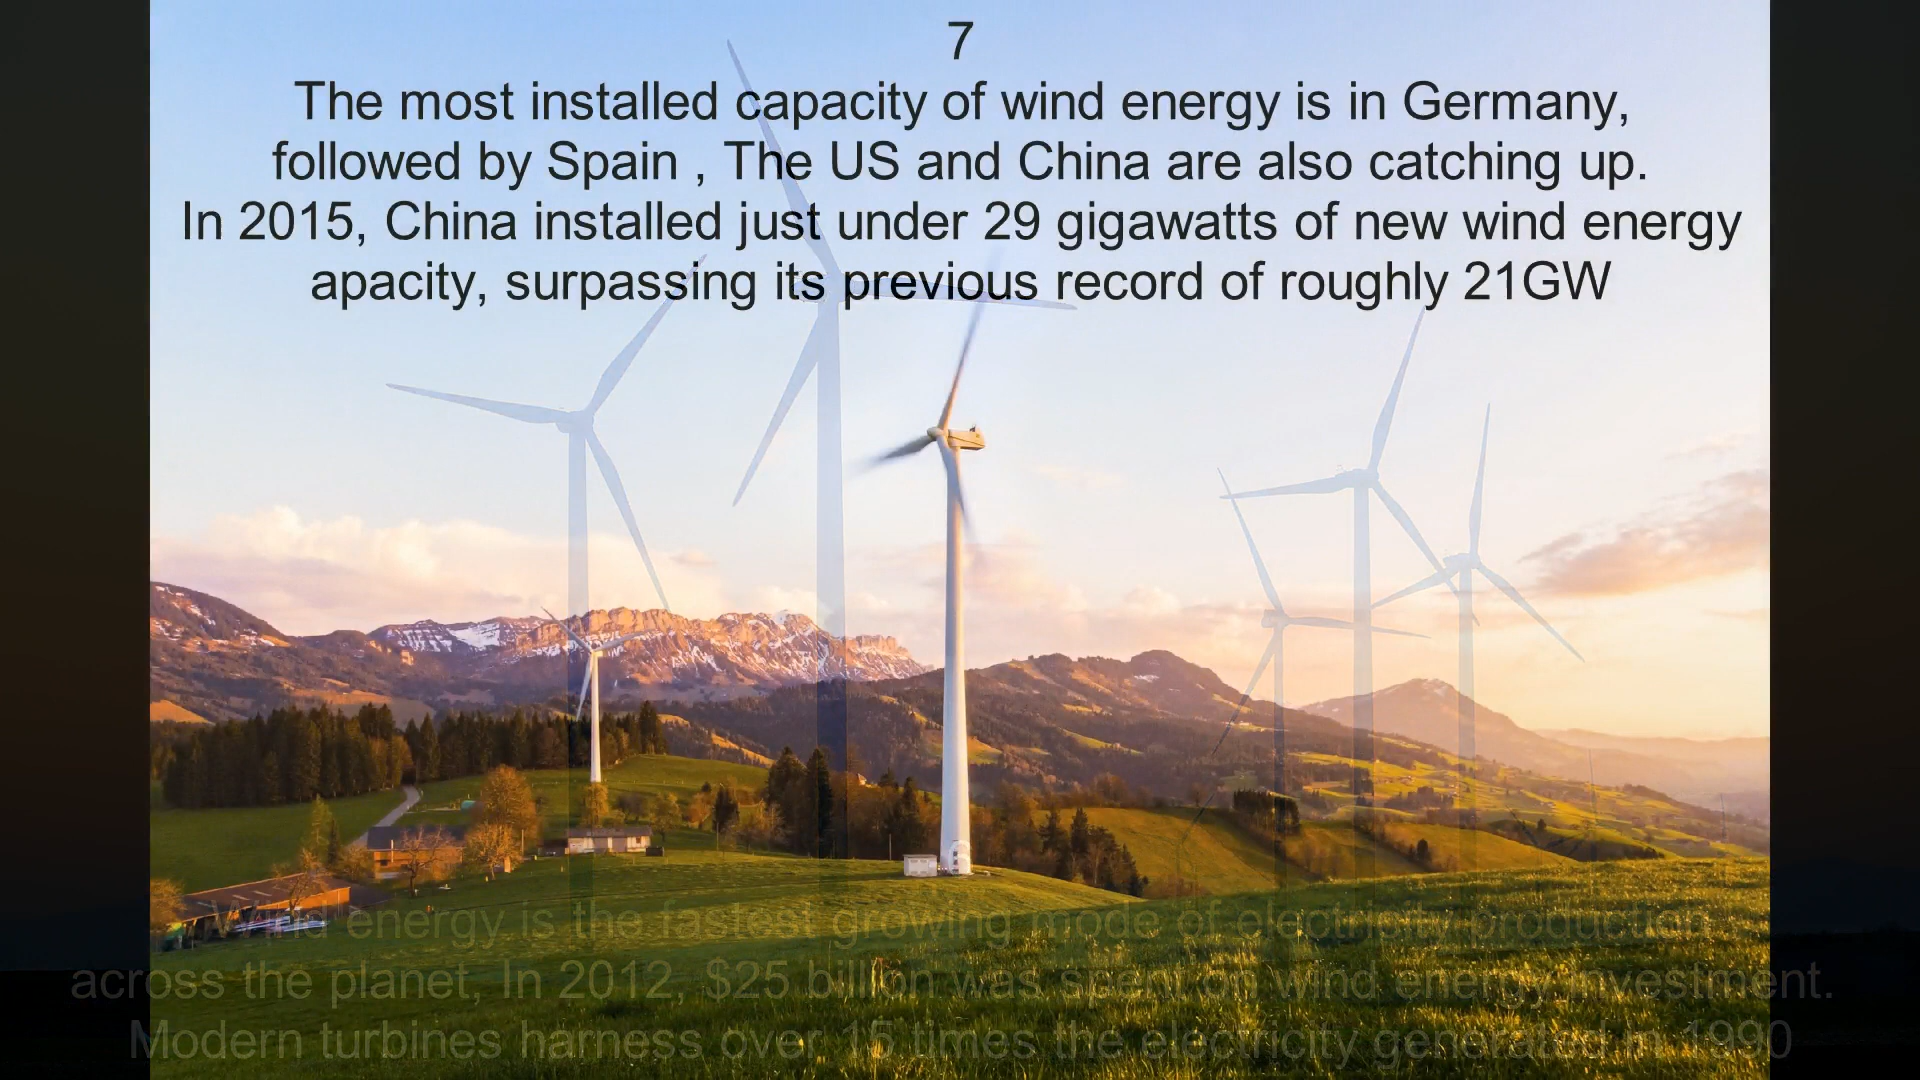 7
The most installed capacity of wind energy is in Germany,
followed by Spain , The US and China are also catching up.
In 2015, China installed just under 29 gigawatts of new wind energy
apacity, surpassing its previous record of roughly 21GW
Wind energy is the fastest growing mode of electricity production
across the planet, In 2012, $25 billion was spent on wind energy investment.
Modern turbines harness over 15 times the electricity generated in 1990